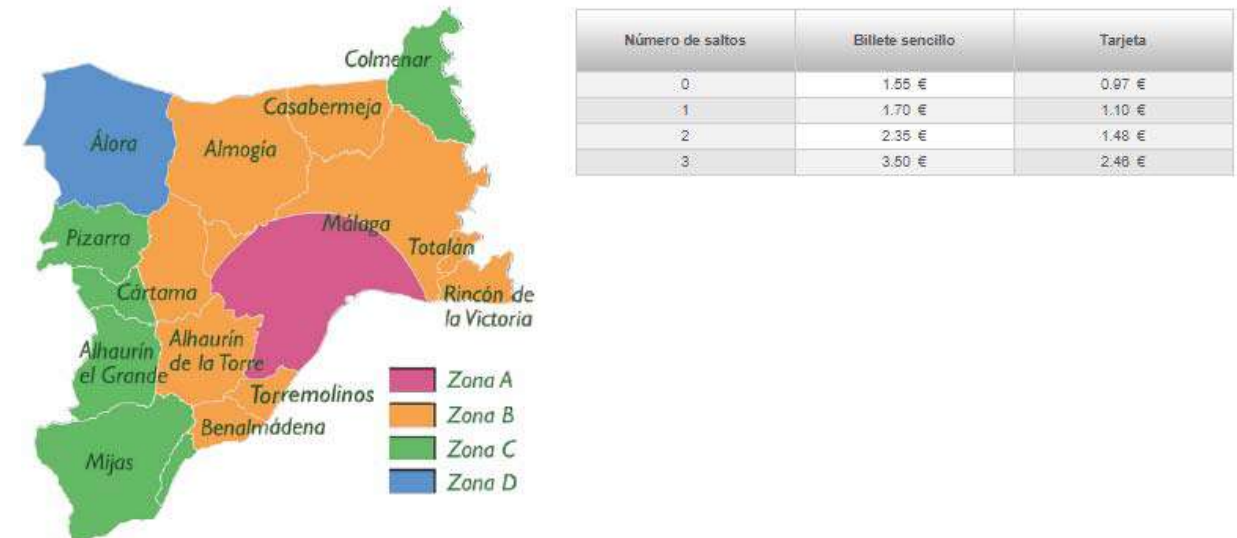 Colmenar
Casabermeja
Álora
Almogía
Málaga
Pizarra
Totalán
Cártama
Rincón de
la Victoria
Alhaurín
de la Torre
Alhaurín
el Grande
Torremolinos
Benalmádena
Mijas
Zona A
Zona B
Zona C
Zona D
Número de saltos Billete sencillo Tarjeta
0 1.55 € 0.97 €
1 1.70 € 1.10 €
2 2.35 € 1.48 €
3 3.50 € 2.46 €